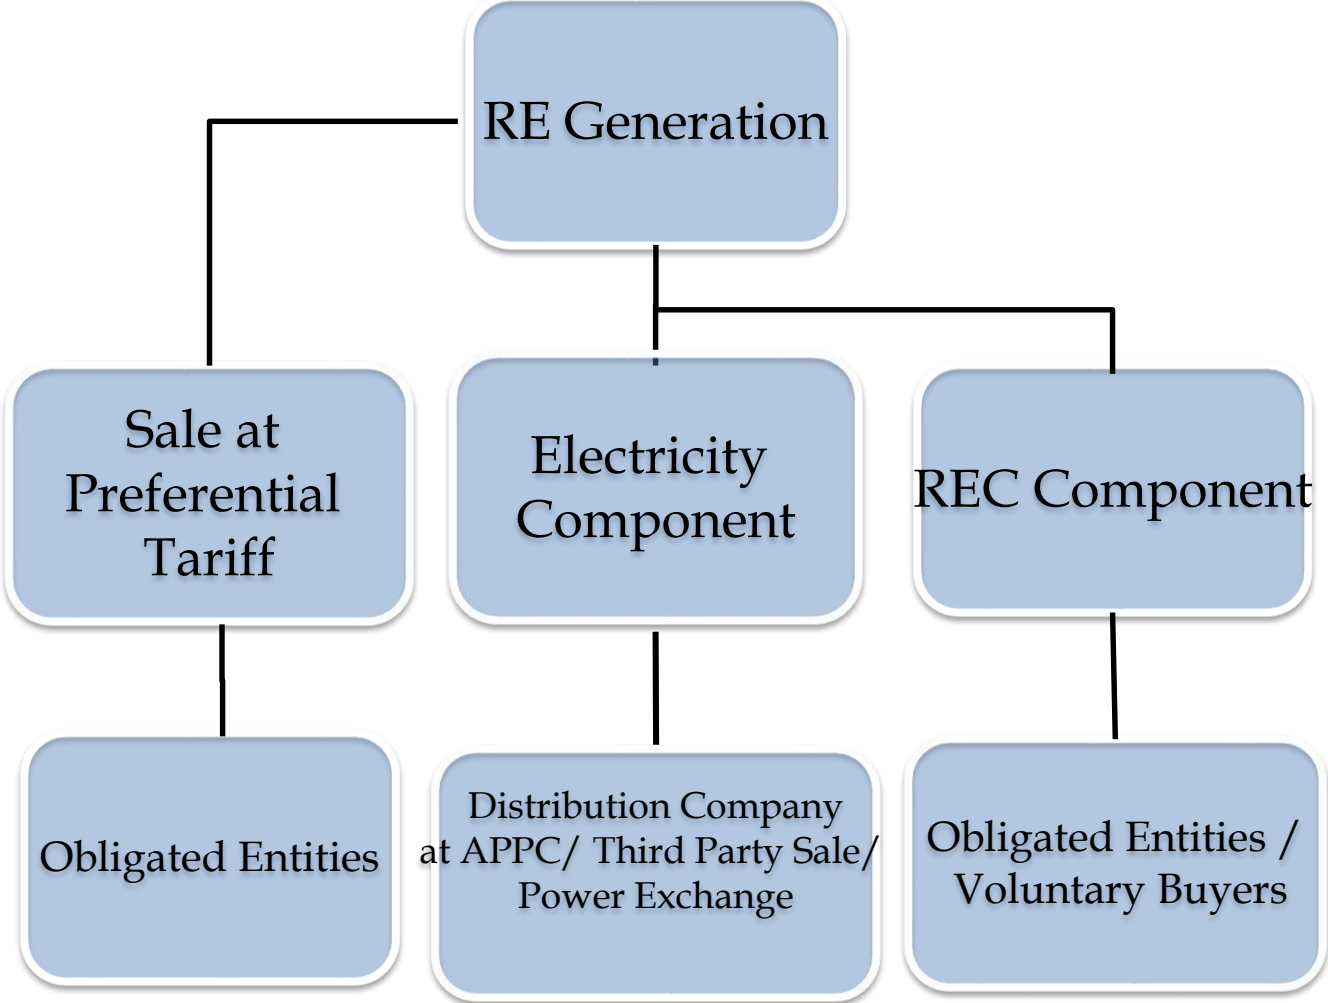 RE Generation
Sale at
Preferential
Tariff
Electricity
Component
REC Component
Obligated Entities
Distribution Company
at APPC/ Third Party Sale/
Power Exchange
Obligated Entities /
Voluntary Buyers